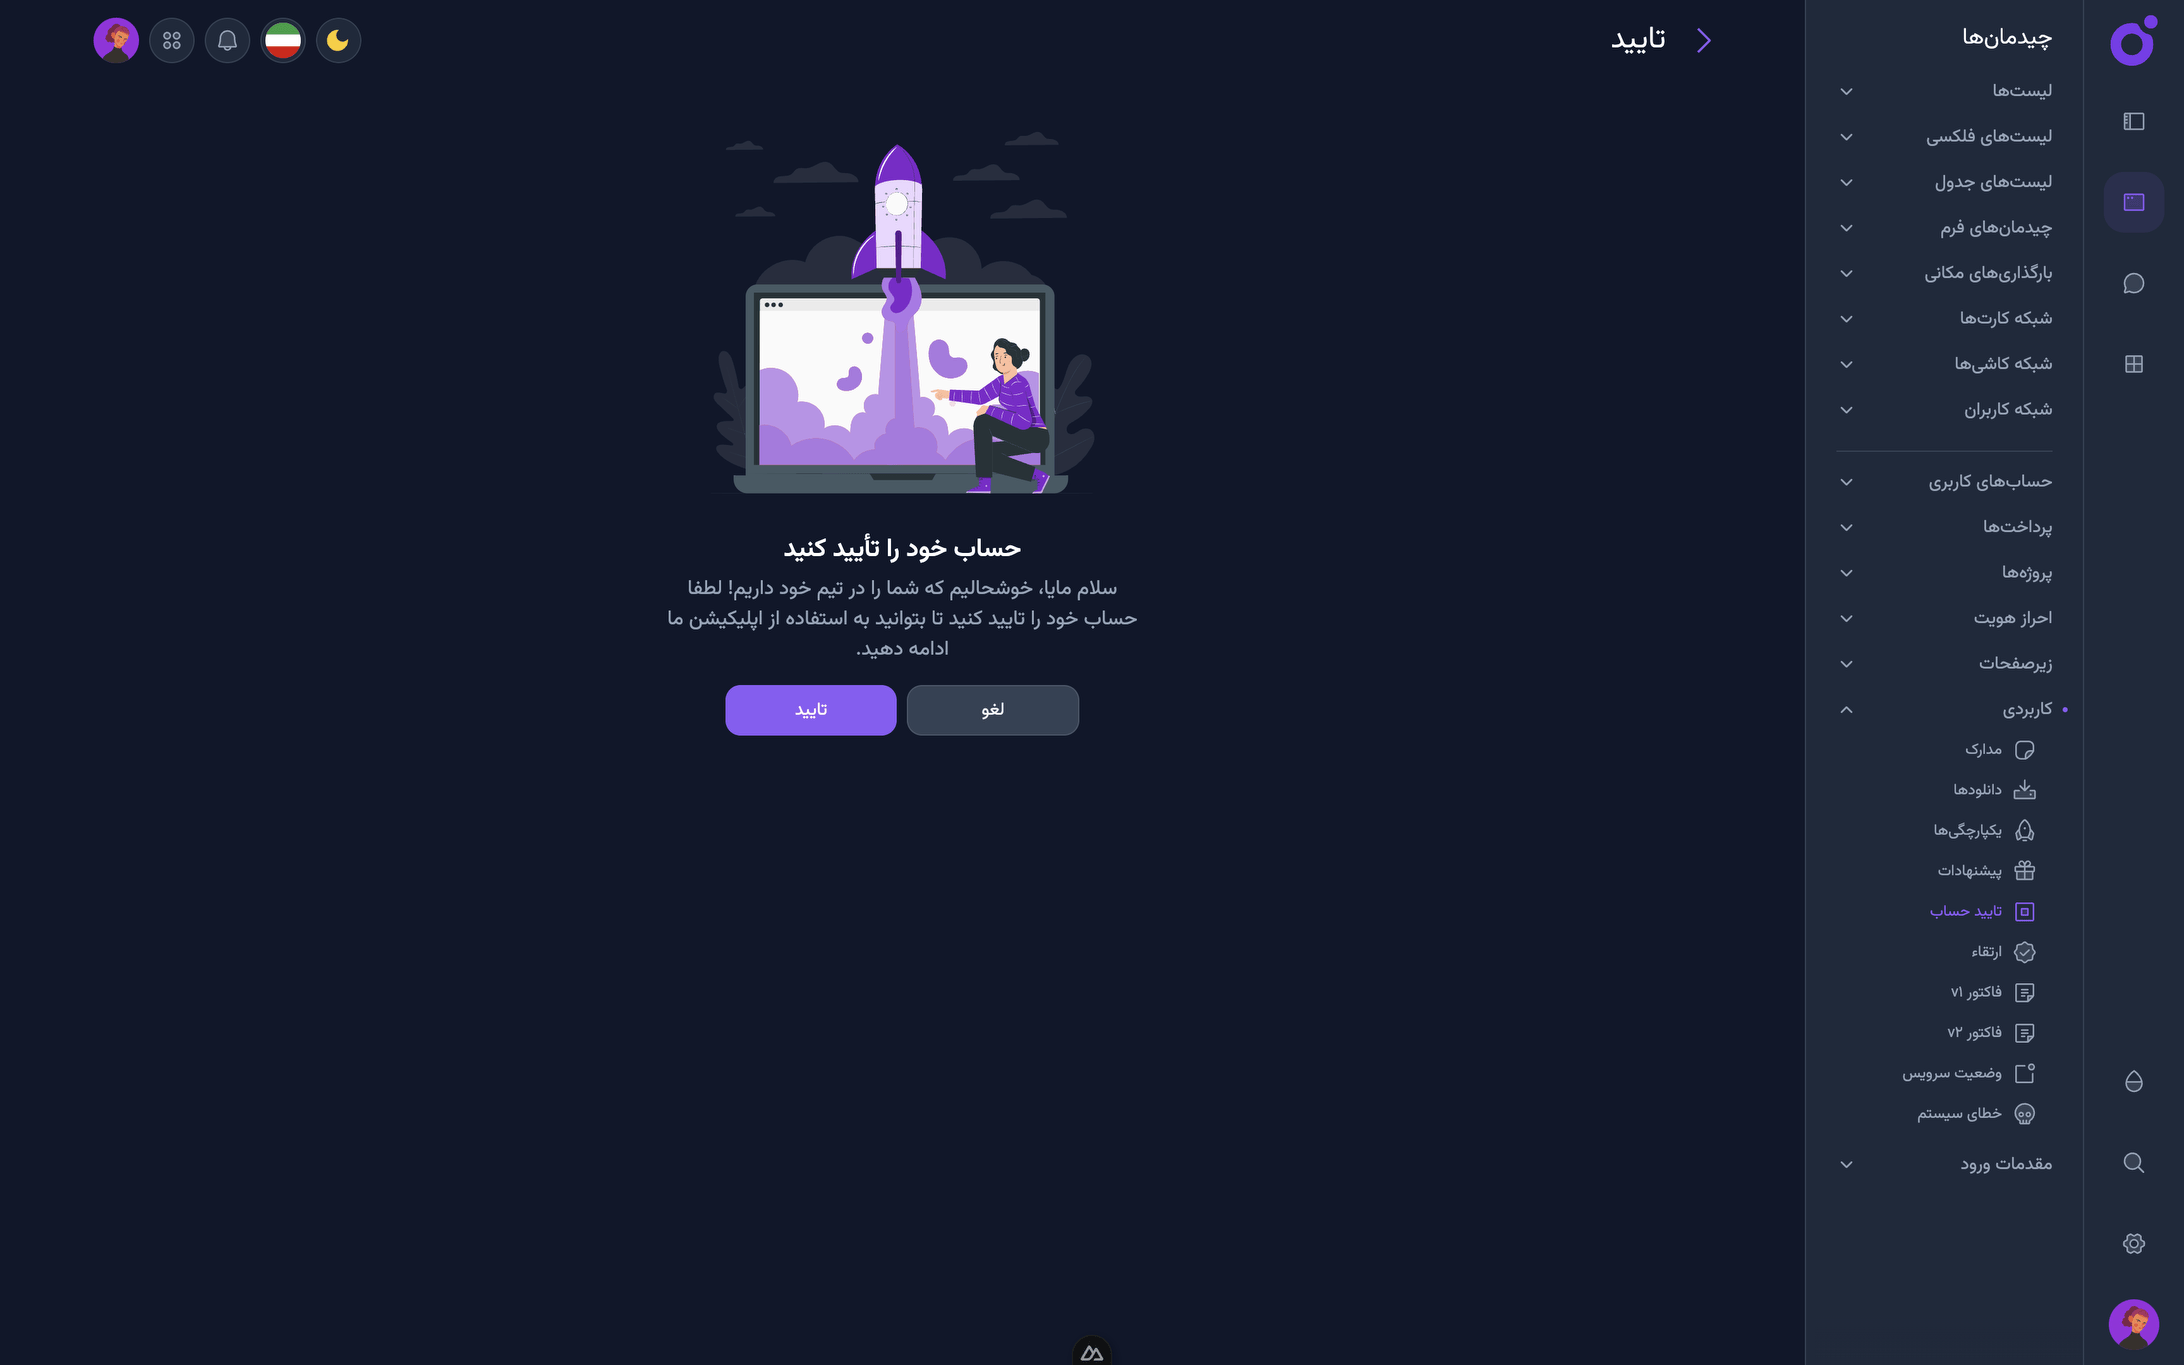 چیدمان‌ها
لیست‌ها
لیست‌های فلکسی
لیست‌های جدول
چیدمان‌های فرم
بارگذاری‌های مکانی
شبکه کارت‌ها
شبکه کاشی‌ها
شبکه کاربران
حساب‌های کاربری
پرداخت‌ها
پروژه‌ها
احراز هویت
زیرصفحات
کاربردی
مدارک
دانلودها
یکپارچگی‌ها
پیشنهادات
تایید حساب
ارتقاء
فاکتور v۱
فاکتور v۲
وضعیت سرویس
خطای سیستم
مقدمات ورود
تایید
حساب خود را تأیید کنید
سلام مایا، خوشحالیم که شما را در تیم خود داریم! لطفا
حساب خود را تایید کنید تا بتوانید به استفاده از اپلیکیشن ما
ادامه دهید.
لغو
تایید